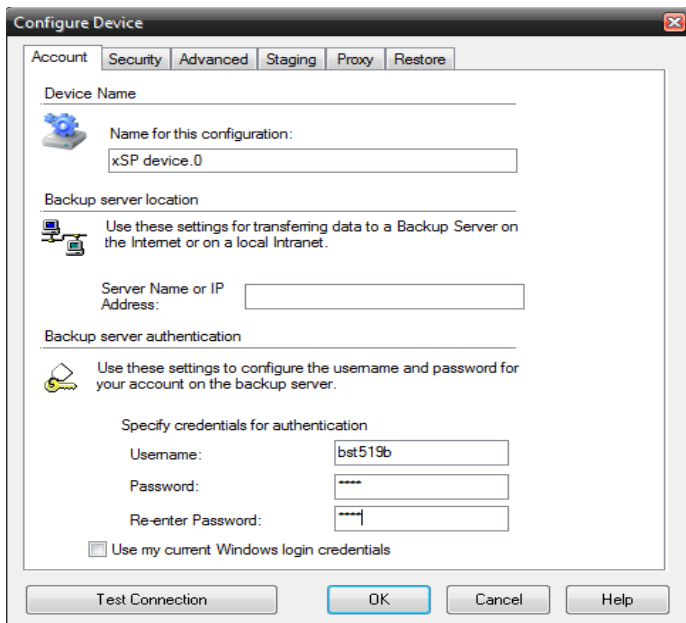 Configure Device
Account Security Advanced Staging Proxy Restore
Device Name
Name for this configuration:
xSP device.0
Backup server location
Use these settings for transferring data to a Backup Server on
the Internet or on a local Intranet.
Server Name or IP
Address:
Backup server authentication
Use these settings to configure the username and password for
your account on the backup server.
Specify credentials for authentication
Username: bst519b
Password: ****
Re-enter Password: ****
Use my current Windows login credentials
Test Connection OK Cancel Help